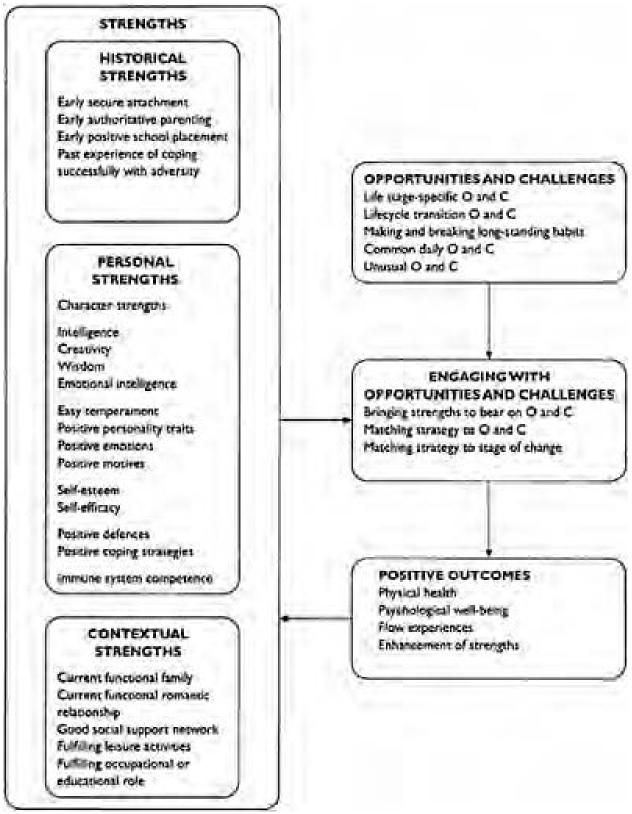 STRENGTHS
HISTORICAL
STRENGTHS
Early secure attachment
Early authoritative parenting
Early positive school placement
Past experience of coping
successfully with adversity
PERSONAL
STRENGTHS
Character strengths
Intelligence
Creativity
Wisdom
Emotional intelligence
Easy temperament
Positive personality traits
Positive emotions
Positive motives
Self-esteem
Self-efficacy
Positive defences
Positive coping strategies
Immune system competence
CONTEXTUAL
STRENGTHS
Current functional family
Current functional romantic
relationship
Good social support network
Fulfilling leisure activities
Fulfilling occupational or
educational role
OPPORTUNITIES AND CHALLENGES
Life stage-specific O and C
Lifecycle transition O and C
Making and breaking long-standing habits
Common daily O and C
Unusual O and C
ENGAGING WITH
OPPORTUNITIES AND CHALLENGES
Bringing strengths to bear on O and C
Matching strategy to O and C
Matching strategy to stage of change
POSITIVE OUTCOMES
Physical health
Psychological well-being
Flow experiences
Enhancement of strengths